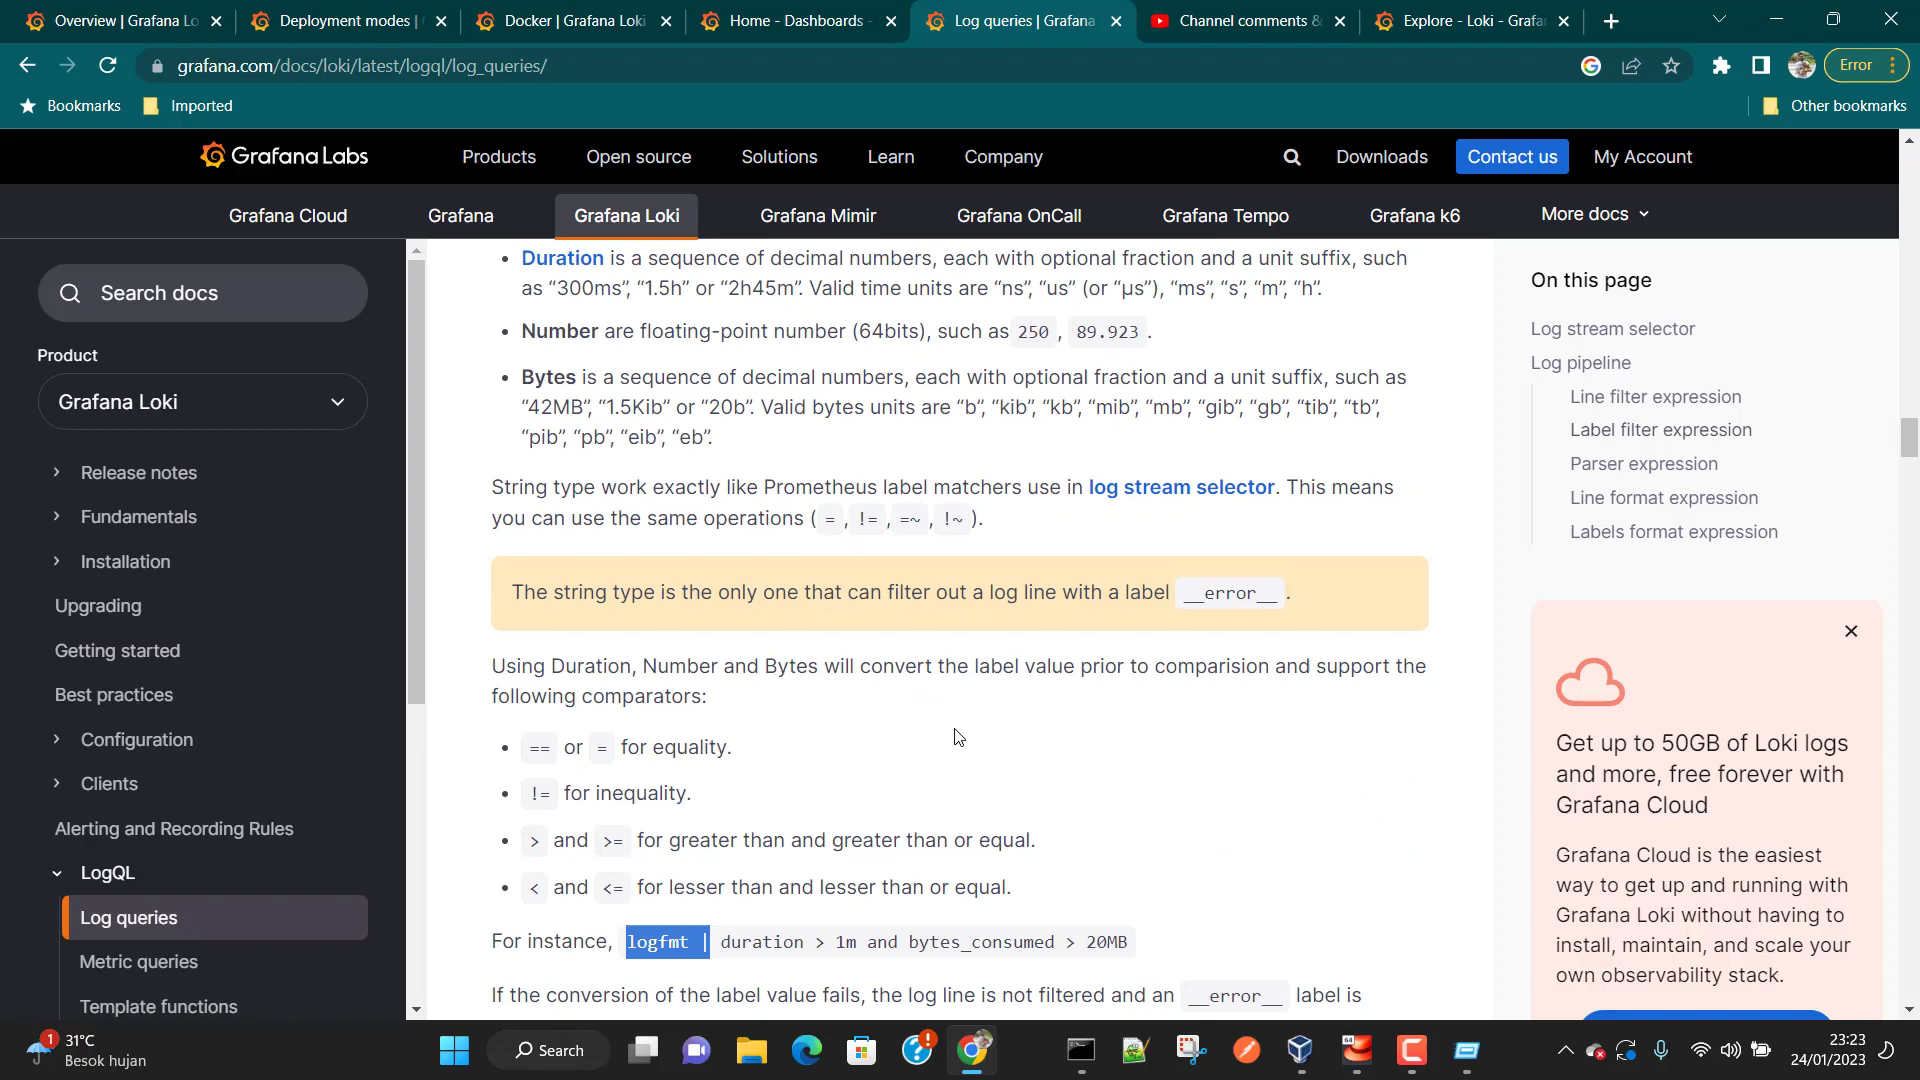 Overview | Grafana Lo
Deployment modes |
Docker | Grafana Loki
Home - Dashboards -
Log queries | Grafana
Channel comments &
Explore - Loki - Grafan
grafana.com/docs/loki/latest/logql/log_queries/
Error
Bookmarks
Imported
Other bookmarks
Grafana Labs
Products
Open source
Solutions
Learn
Company
Downloads
Contact us
My Account
Grafana Cloud
Grafana
Grafana Loki
Grafana Mimir
Grafana OnCall
Grafana Tempo
Grafana k6
More docs
Search docs
Product
Grafana Loki
Release notes
Fundamentals
Installation
Upgrading
Getting started
Best practices
Configuration
Clients
Alerting and Recording Rules
LogQL
Log queries
Metric queries
Template functions
Duration is a sequence of decimal numbers, each with optional fraction and a unit suffix, such
as “300ms”, “1.5h” or “2h45m”. Valid time units are “ns”, “us” (or “µs”), “ms”, “s”, “m”, “h”.
Number are floating-point number (64bits), such as 250 , 89.923 .
Bytes is a sequence of decimal numbers, each with optional fraction and a unit suffix, such as
“42MB”, “1.5Kib” or “20b”. Valid bytes units are “b”, “kib”, “kb”, “mib”, “mb”, “gib”, “gb”, “tib”, “tb”,
“pib”, “pb”, “eib”, “eb”.
String type work exactly like Prometheus label matchers use in log stream selector. This means
you can use the same operations ( = , != , =~ , !~ ).
The string type is the only one that can filter out a log line with a label __error__ .
Using Duration, Number and Bytes will convert the label value prior to comparision and support the
following comparators:
== or = for equality.
!= for inequality.
> and >= for greater than and greater than or equal.
< and <= for lesser than and lesser than or equal.
For instance, logfmt | duration > 1m and bytes_consumed > 20MB
If the conversion of the label value fails, the log line is not filtered and an __error__ label is
On this page
Log stream selector
Log pipeline
Line filter expression
Label filter expression
Parser expression
Line format expression
Labels format expression
Get up to 50GB of Loki logs
and more, free forever with
Grafana Cloud
Grafana Cloud is the easiest
way to get up and running with
Grafana Loki without having to
install, maintain, and scale your
own observability stack.
1
31°C
Besok hujan
Search
64
23:23
24/01/2023